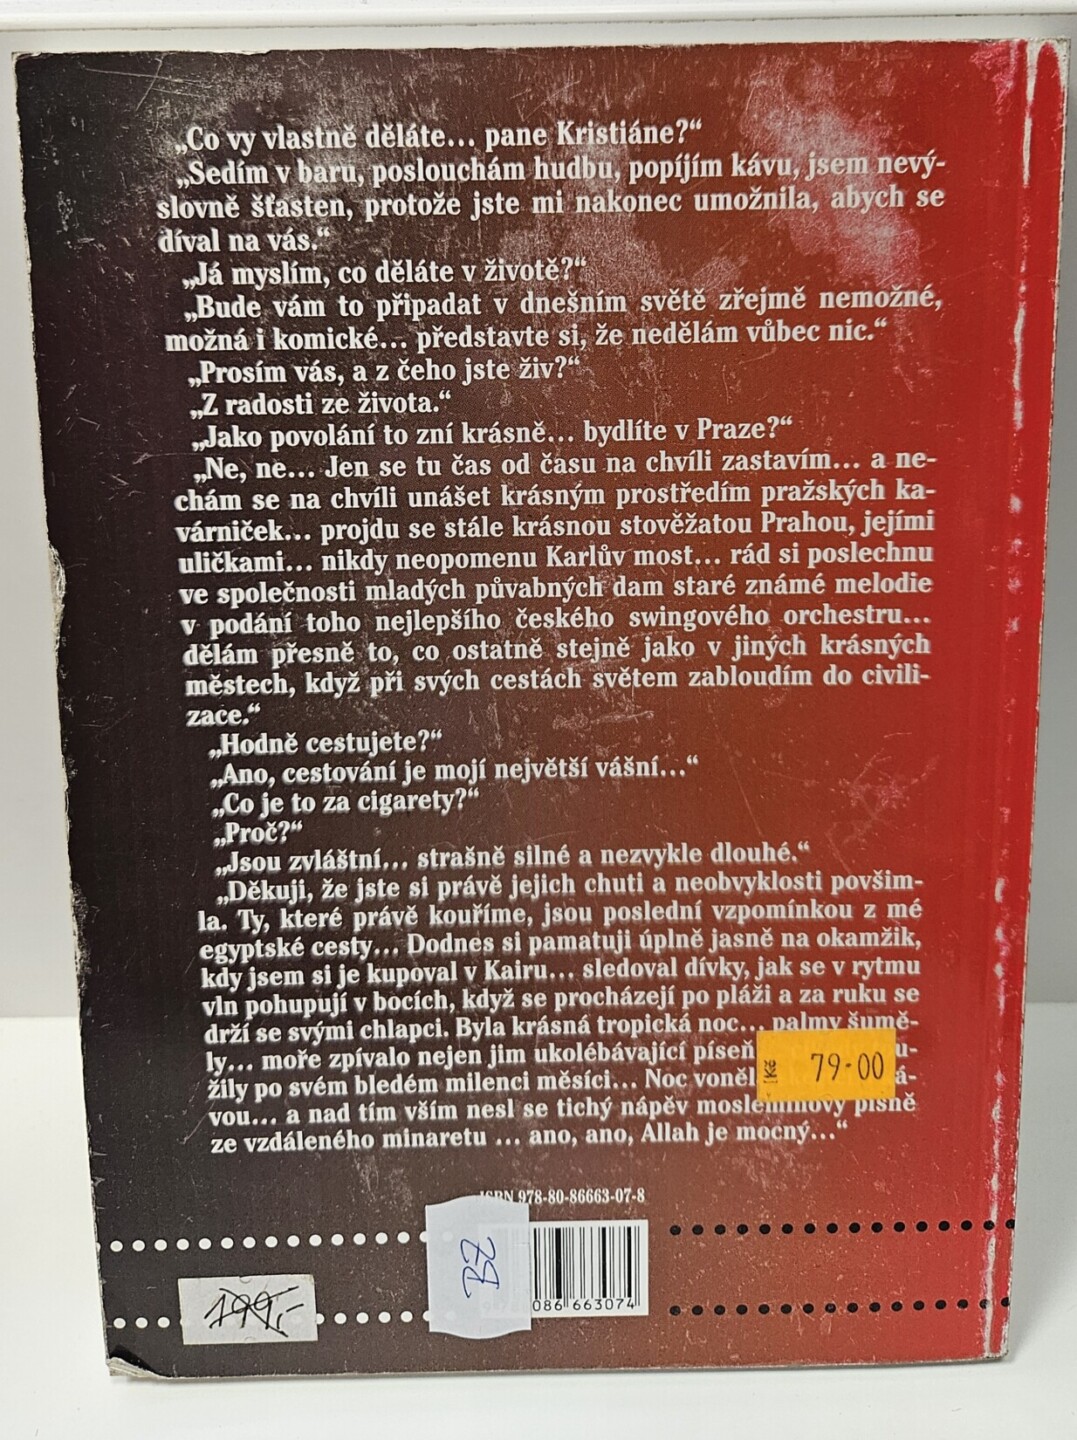 „Co vy vlastně děláte... pane Kristiáne?“
„Sedím v baru, poslouchám hudbu, popíjím kávu, jsem nevý-
slovně šťasten, protože jste mi nakonec umožnila, abych se
díval na vás.“
„Já myslím, co děláte v životě?“
„Bude vám to připadat v dnešním světě zřejmě nemožné,
možná i komické... představte si, že nedělám vůbec nic.“
„Prosím vás, a z čeho jste živ?“
„Z radosti ze života.“
„Jako povolání to zní krásně... bydlíte v Praze?“
„Ne, ne... Jen se tu čas od času na chvíli zastavím... a ne-
chám se na chvíli unášet krásným prostředím pražských ka-
várniček... projdu se stále krásnou stověžatou Prahou, jejími
uličkami... nikdy neopomenu Karlův most... rád si poslechnu
ve společnosti mladých půvabných dam staré známé melodie
v podání toho nejlepšího českého swingového orchestru...
dělám přesně to, co ostatně stejně jako v jiných krásných
městech, když při svých cestách světem zabloudím do civili-
zace.“
„Hodně cestujete?“
„Ano, cestování je mojí největší vášní...“
„Co je to za cigarety?“
„Proč?“
„Jsou zvláštní... strašně silné a nezvykle dlouhé.“
„Děkuji, že jste si právě jejich chuti a neobvyklosti povšim-
la. Ty, které právě kouříme, jsou poslední vzpomínkou z mé
egyptské cesty... Dodnes si pamatuji úplně jasně na okamžik,
kdy jsem si je kupoval v Kairu... sledoval dívky, jak se v rytmu
vln pohupují v bocích, když se procházejí po pláži a za ruku se
drží se svými chlapci. Byla krásná tropická noc... palmy šumě-
ly... moře zpívalo nejen jim ukolébávající píseň
žily po svém bledém milenci měsíci... Noc voněl
vou... a nad tím vším nesl se tichý nápěv mosleminovy písně
ze vzdáleného minaretu ... ano, ano, Allah je mocný...“
Kč 79·00
ISBN 978-80-86663-07-8
BZ
086 663074
199,-